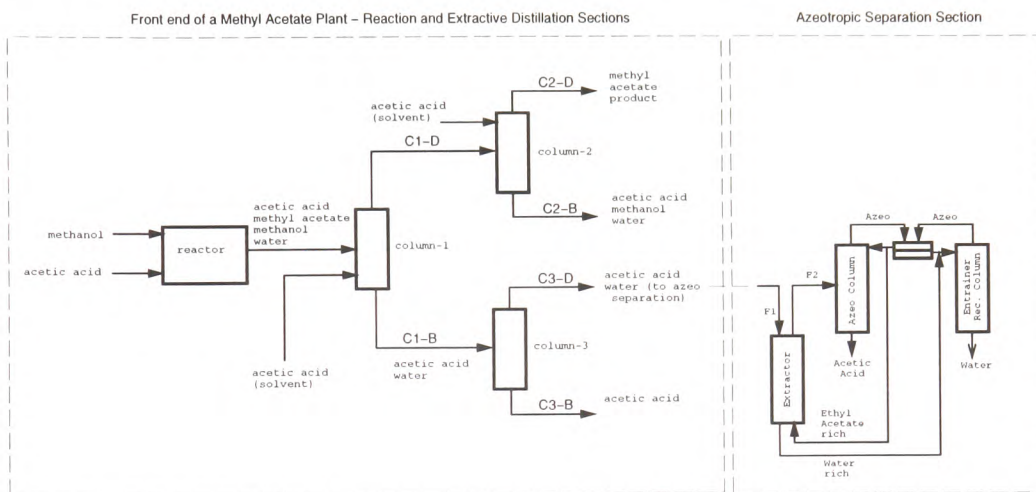 Front end of a Methyl Acetate Plant – Reaction and Extractive Distillation Sections
Azeotropic Separation Section
C2–D
methyl
acetate
product
acetic acid
(solvent)
C1–D
column-2
C2–B
acetic acid
methanol
water
acetic acid
methyl acetate
methanol
water
methanol
reactor
column-1
acetic acid
C3–D
acetic acid
water (to azeo
separation)
C1–B
acetic acid
water
column-3
acetic acid
(solvent)
C3–B
acetic acid
Azeo
Azeo
F2
F1
Azeo Column
Entrainer
Rec. Column
Extractor
Acetic
Acid
Water
Ethyl
Acetate
rich
Water
rich